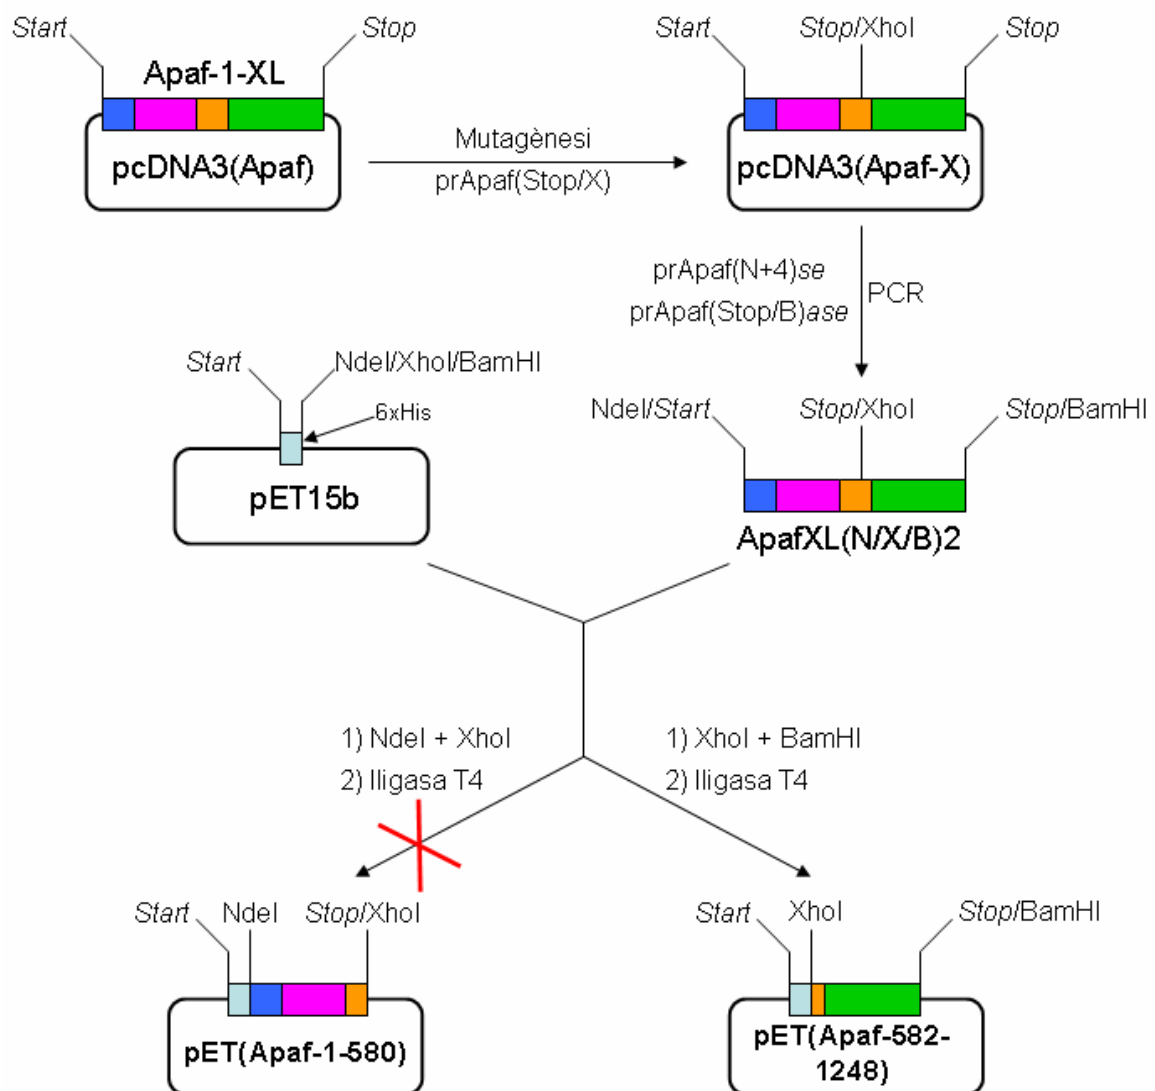 Start
Stop
Apaf-1-XL
pcDNA3(Apaf)
Mutagènesi
prApaf(Stop/X)
Start
Stop/XhoI
Stop
pcDNA3(Apaf-X)
prApaf(N+4)se
prApaf(Stop/B)ase
PCR
Start
NdeI/XhoI/BamHI
6xHis
pET15b
NdeI/Start
Stop/XhoI
Stop/BamHI
ApafXL(N/X/B)2
1) NdeI + XhoI
2) lligasa T4
1) XhoI + BamHI
2) lligasa T4
Start
NdeI
Stop/XhoI
pET(Apaf-1-580)
Start
XhoI
Stop/BamHI
pET(Apaf-582-
1248)